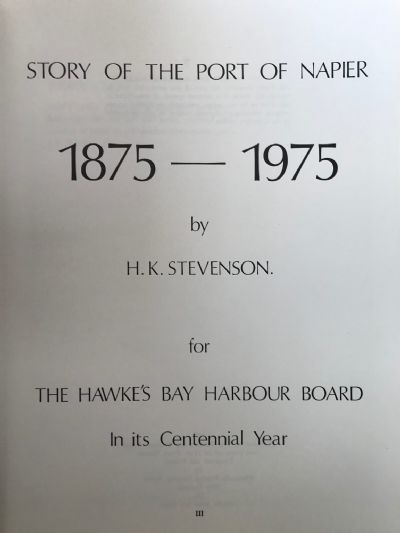 STORY OF THE PORT OF NAPIER
1875 — 1975
by
H. K. STEVENSON.
for
THE HAWKE'S BAY HARBOUR BOARD
In its Centennial Year
III